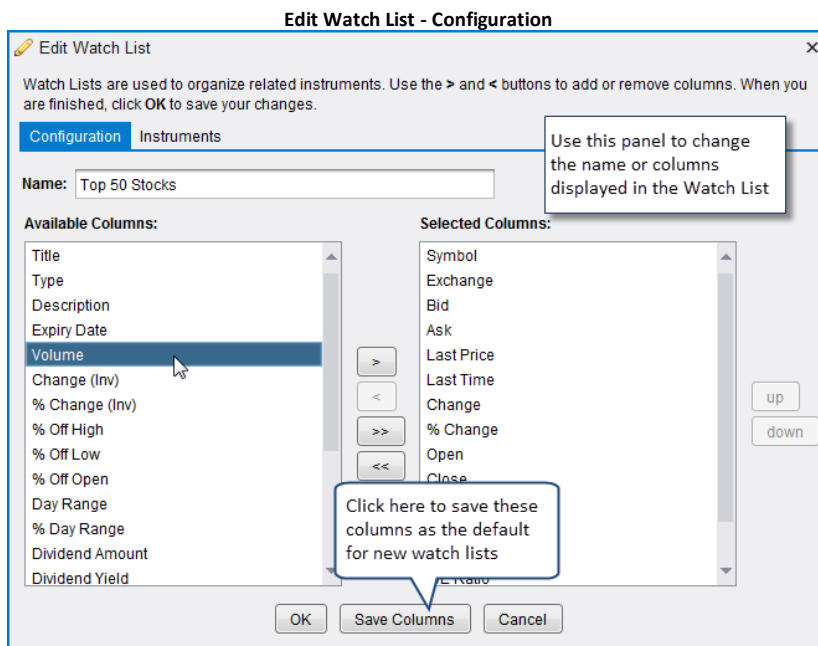 Edit Watch List - Configuration
Edit Watch List
Watch Lists are used to organize related instruments. Use the > and < buttons to add or remove columns. When you
are finished, click OK to save your changes.
Configuration
Instruments
Use this panel to change
the name or columns
displayed in the Watch List
Name:
Top 50 Stocks
Available Columns:
Title
Type
Description
Expiry Date
Volume
Change (Inv)
% Change (Inv)
% Off High
% Off Low
% Off Open
Day Range
% Day Range
Dividend Amount
Dividend Yield
>
<
>>
<<
Selected Columns:
Symbol
Exchange
Bid
Ask
Last Price
Last Time
Change
% Change
Open
Close
up
down
Click here to save these
columns as the default
for new watch lists
Ratio
OK
Save Columns
Cancel